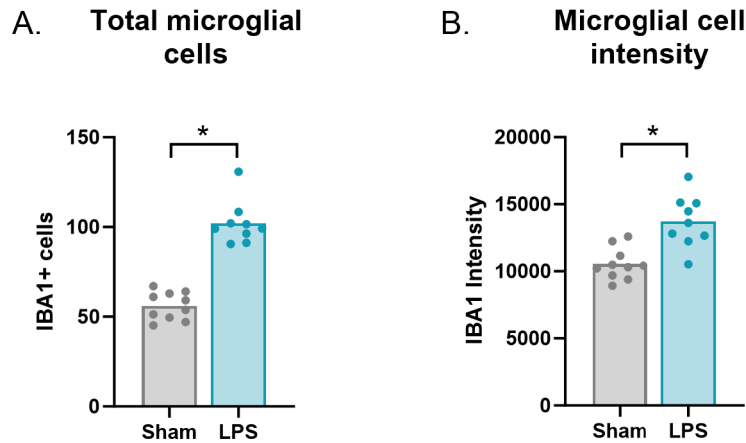 A.
Total microglial
cells
IBA1+ cells
150
100
50
0
*
Sham
LPS
B.
Microglial cell
intensity
IBA1 Intensity
20000
15000
10000
5000
0
*
Sham
LPS